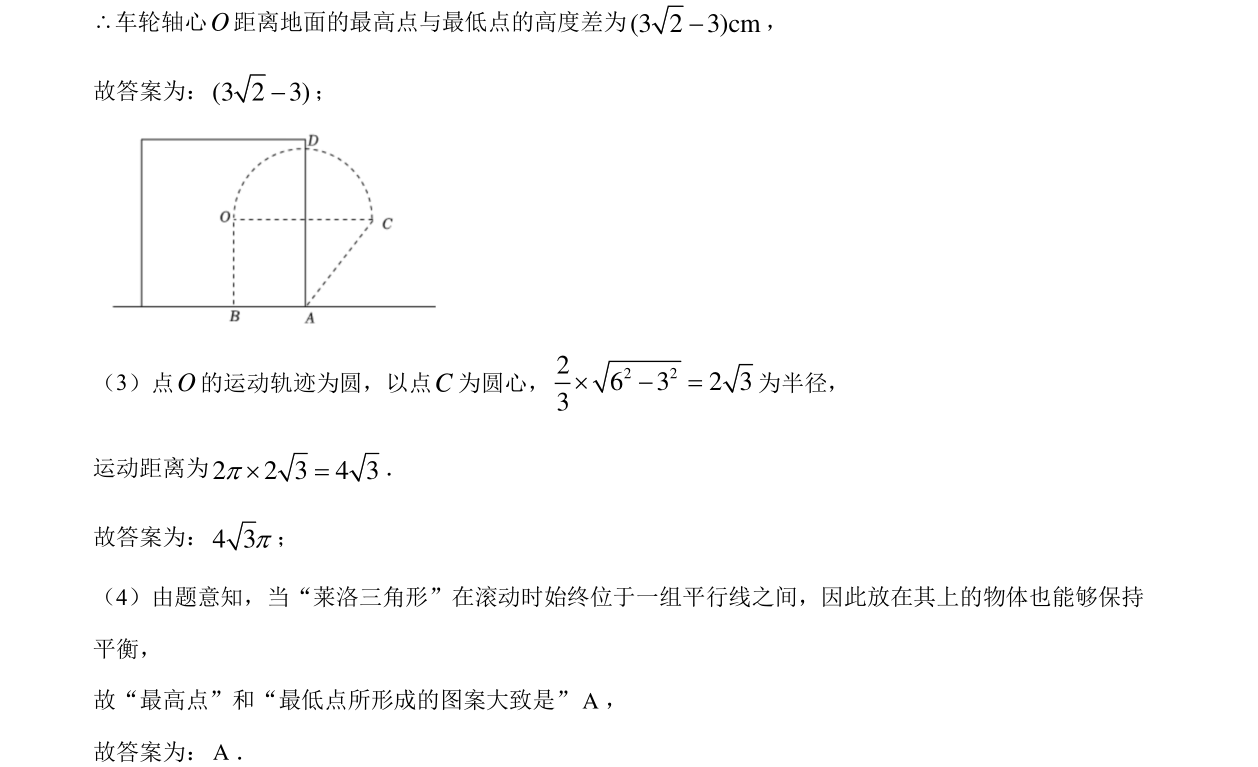 ∴车轮轴心O距离地面的最高点与最低点的高度差为(3√2−3)cm，
故答案为：(3√2−3)；
D
O
C
B
A
（3）点O的运动轨迹为圆，以点C为圆心，2/3×√(6²−3²)=2√3为半径，
运动距离为2π×2√3=4√3．
故答案为：4√3π；
（4）由题意知，当“莱洛三角形”在滚动时始终位于一组平行线之间，因此放在其上的物体也能够保持
平衡，
故“最高点”和“最低点所形成的图案大致是”A，
故答案为：A．